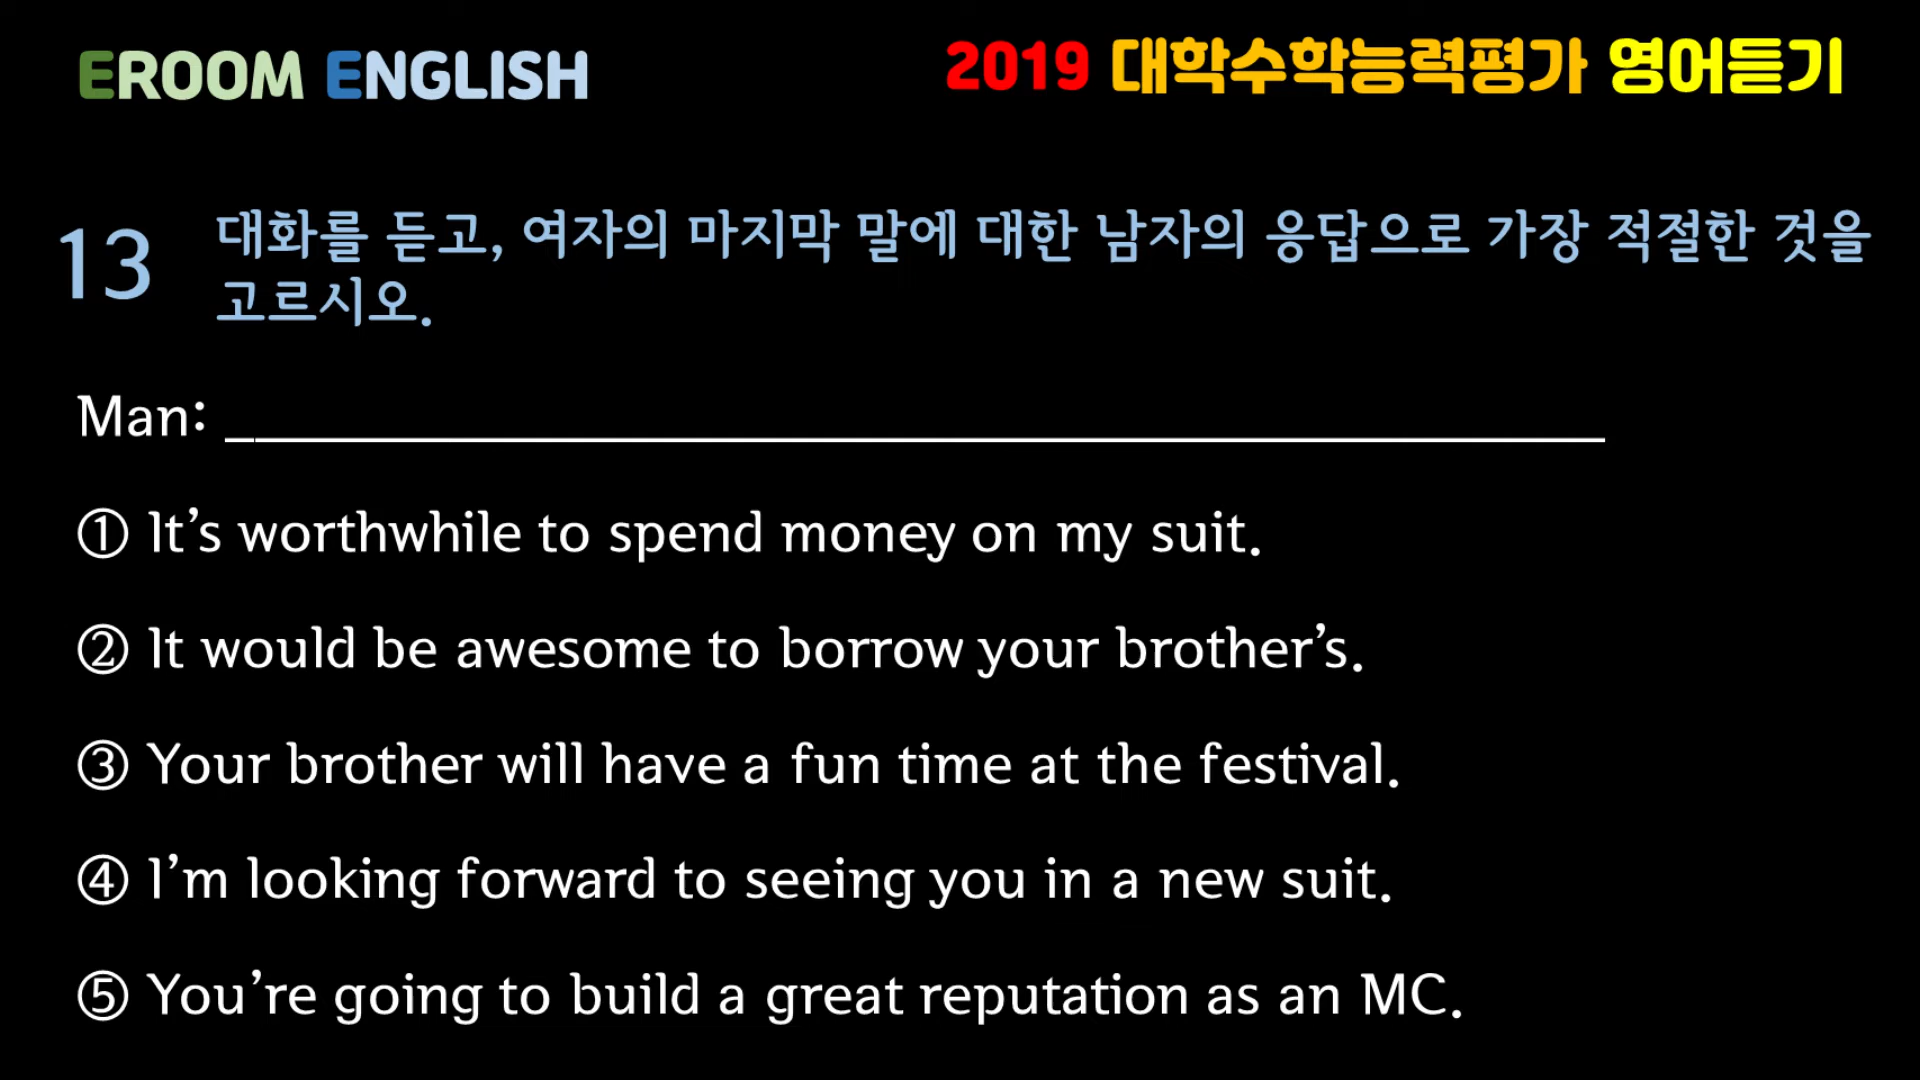 EROOM ENGLISH
2019 대학수학능력평가 영어듣기
13 대화를 듣고, 여자의 마지막 말에 대한 남자의 응답으로 가장 적절한 것을
고르시오.
Man: ______________________________________________
① It’s worthwhile to spend money on my suit.
② It would be awesome to borrow your brother’s.
③ Your brother will have a fun time at the festival.
④ I’m looking forward to seeing you in a new suit.
⑤ You’re going to build a great reputation as an MC.